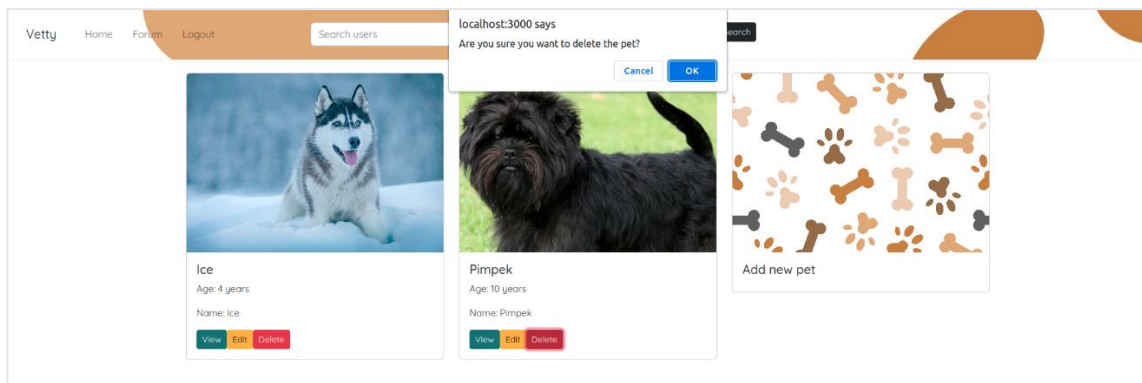 Vetty
Home
Forum
Logout
Search users
localhost:3000 says
Are you sure you want to delete the pet?
Cancel
OK
Ice
Age: 4 years
Name: Ice
View
Edit
Delete
Pimpek
Age: 10 years
Name: Pimpek
View
Edit
Delete
Add new pet